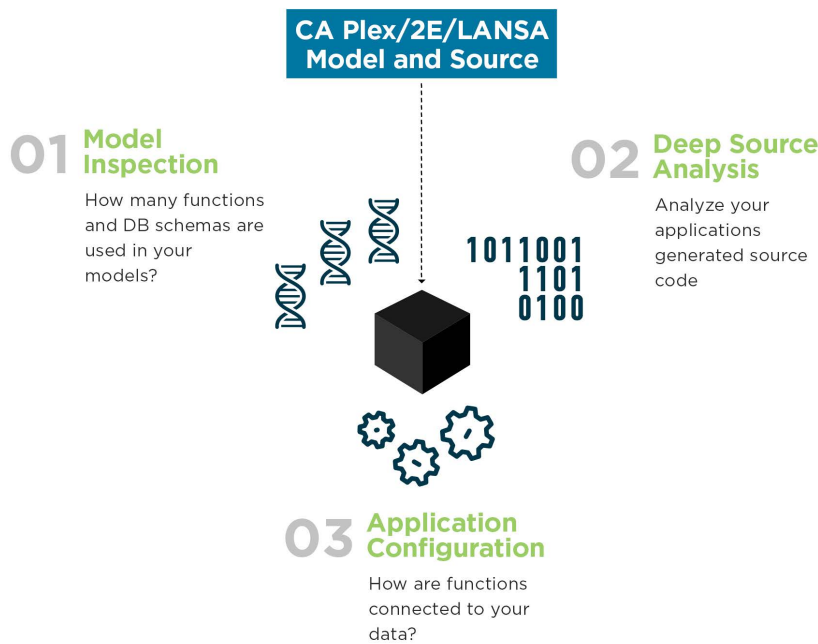 CA Plex/2E/LANSA
Model and Source
01
Model
Inspection
How many functions
and DB schemas are
used in your
models?
02
Deep Source
Analysis
Analyze your
applications
generated source
code
1011001
1101
0100
03
Application
Configuration
How are functions
connected to your
data?